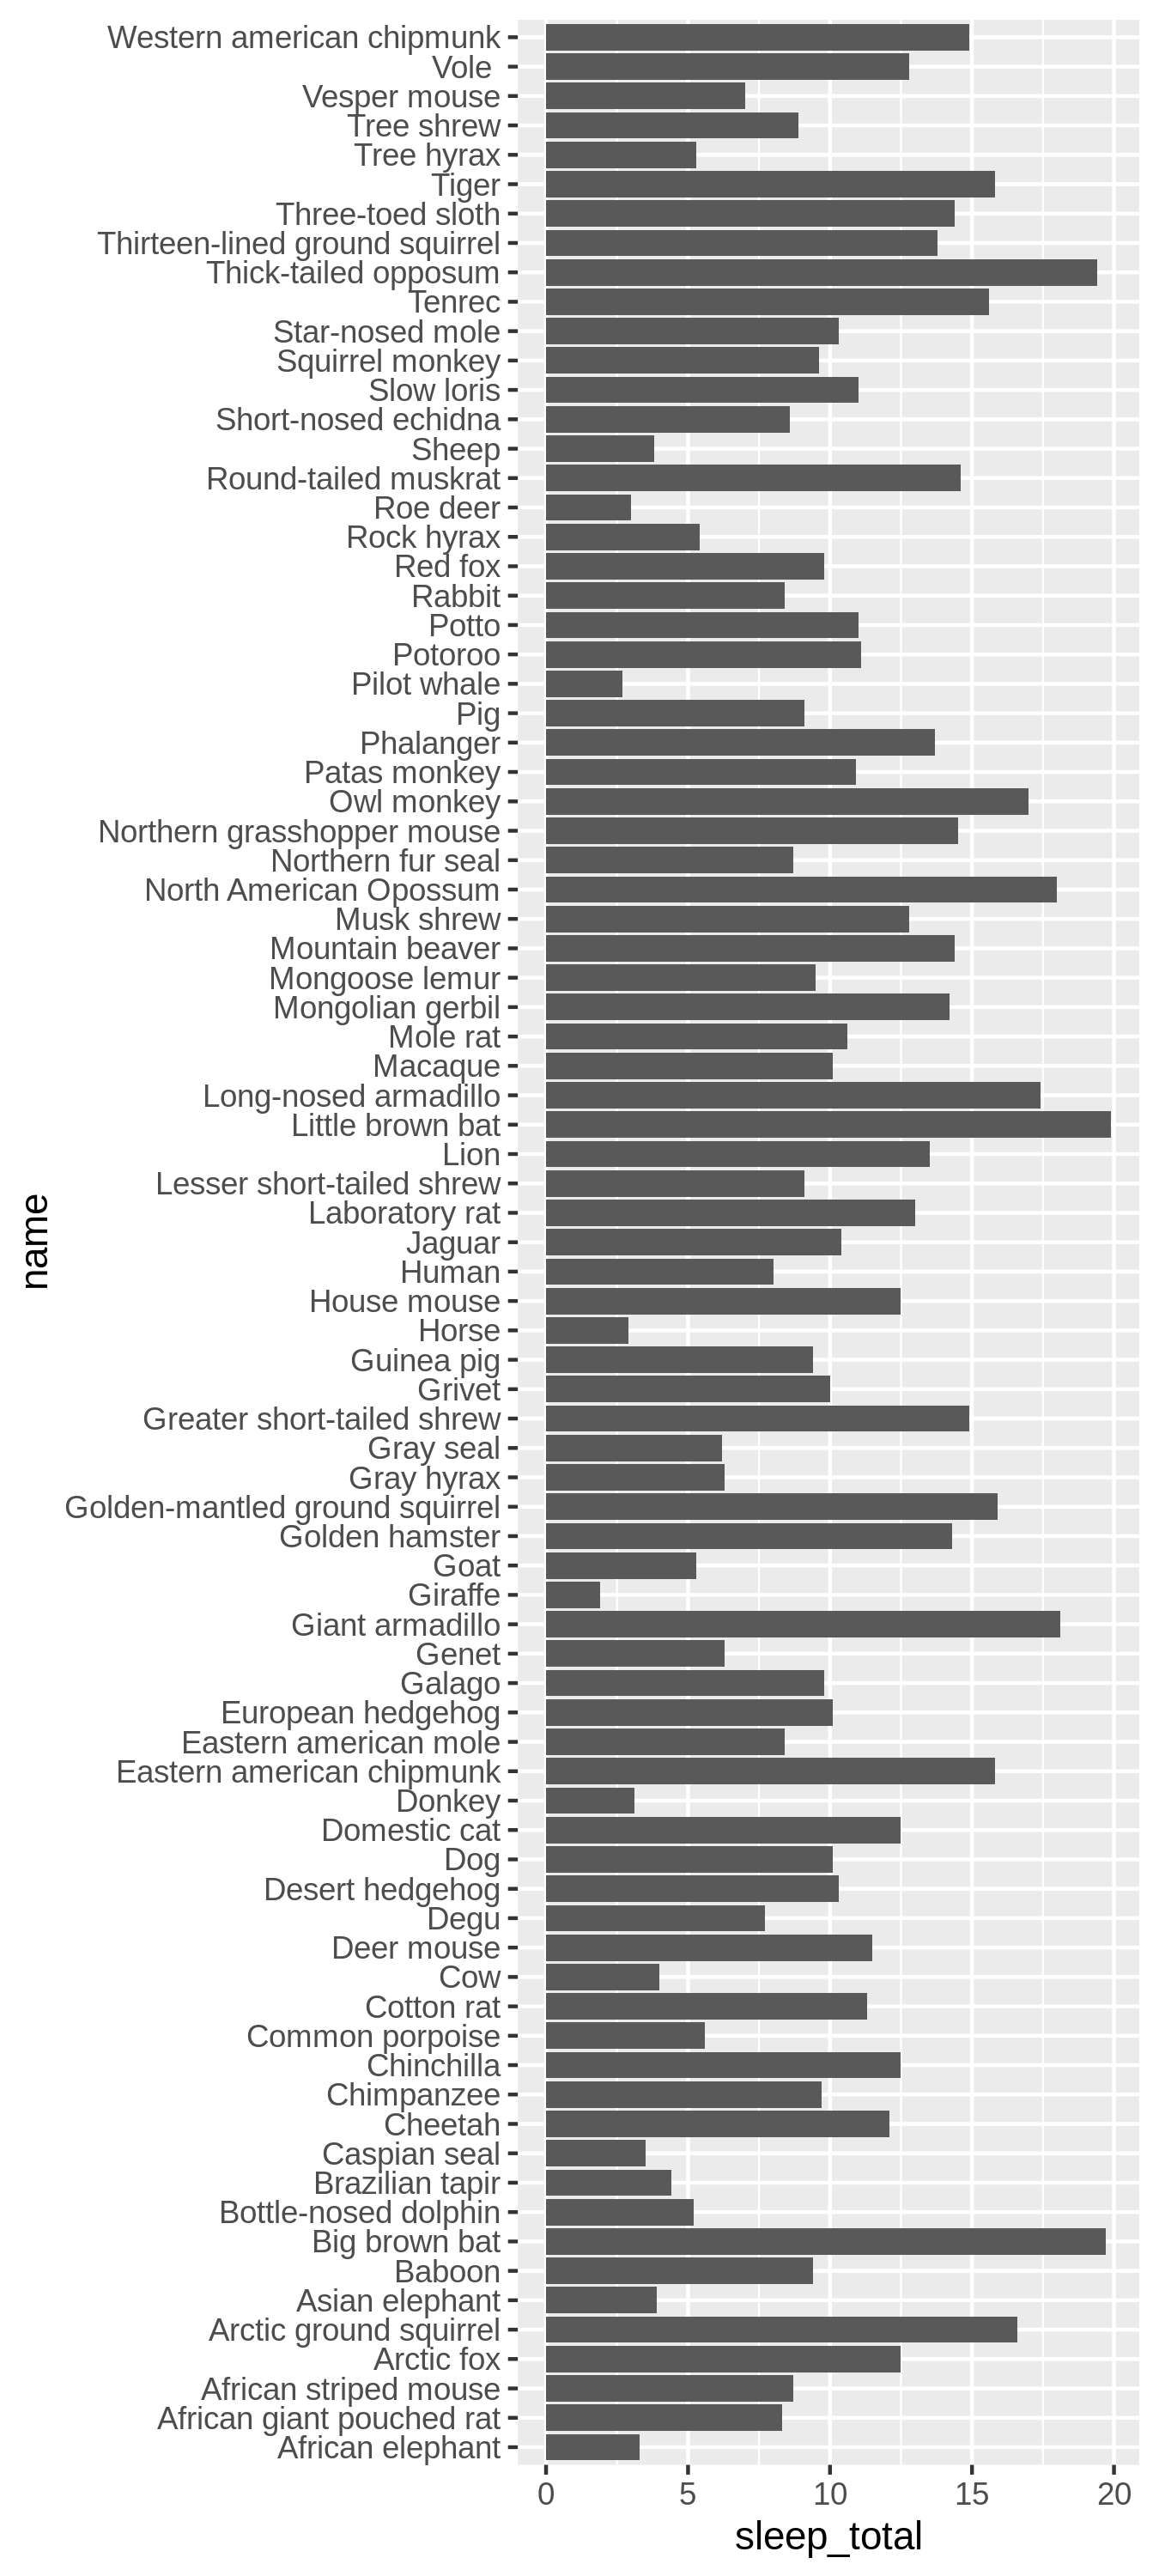 Western american chipmunk
Vole
Vesper mouse
Tree shrew
Tree hyrax
Tiger
Three-toed sloth
Thirteen-lined ground squirrel
Thick-tailed opposum
Tenrec
Star-nosed mole
Squirrel monkey
Slow loris
Short-nosed echidna
Sheep
Round-tailed muskrat
Roe deer
Rock hyrax
Red fox
Rabbit
Potto
Potoroo
Pilot whale
Pig
Phalanger
Patas monkey
Owl monkey
Northern grasshopper mouse
Northern fur seal
North American Opossum
Musk shrew
Mountain beaver
Mongoose lemur
Mongolian gerbil
Mole rat
Macaque
Long-nosed armadillo
Little brown bat
Lion
Lesser short-tailed shrew
Laboratory rat
Jaguar
Human
House mouse
Horse
Guinea pig
Grivet
Greater short-tailed shrew
Gray seal
Gray hyrax
Golden-mantled ground squirrel
Golden hamster
Goat
Giraffe
Giant armadillo
Genet
Galago
European hedgehog
Eastern american mole
Eastern american chipmunk
Donkey
Domestic cat
Dog
Desert hedgehog
Degu
Deer mouse
Cow
Cotton rat
Common porpoise
Chinchilla
Chimpanzee
Cheetah
Caspian seal
Brazilian tapir
Bottle-nosed dolphin
Big brown bat
Baboon
Asian elephant
Arctic ground squirrel
Arctic fox
African striped mouse
African giant pouched rat
African elephant
name
0 5 10 15 20
sleep_total